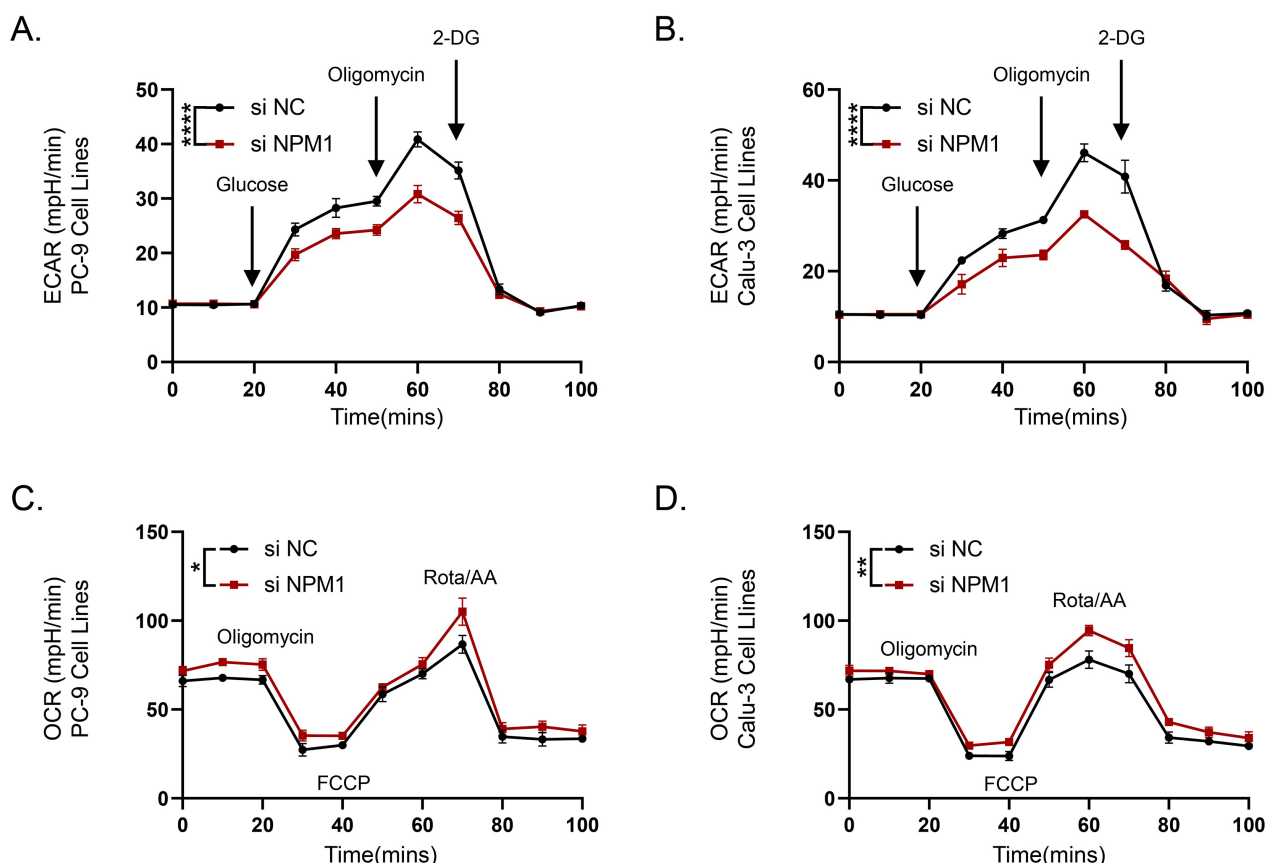 A.
2-DG
Oligomycin
Glucose
**** si NC
si NPM1
ECAR (mpH/min)
PC-9 Cell LIines
50
40
30
20
10
0
0 20 40 60 80 100
Time(mins)
B.
2-DG
Oligomycin
Glucose
**** si NC
si NPM1
ECAR (mpH/min)
Calu-3 Cell LIines
60
40
20
0
0 20 40 60 80 100
Time(mins)
C.
* si NC
si NPM1
Rota/AA
Oligomycin
FCCP
OCR (mpH/min)
PC-9 Cell LIines
150
100
50
0
0 20 40 60 80 100
Time(mins)
D.
** si NC
si NPM1
Rota/AA
Oligomycin
FCCP
OCR (mpH/min)
Calu-3 Cell LIines
150
100
50
0
0 20 40 60 80 100
Time(mins)